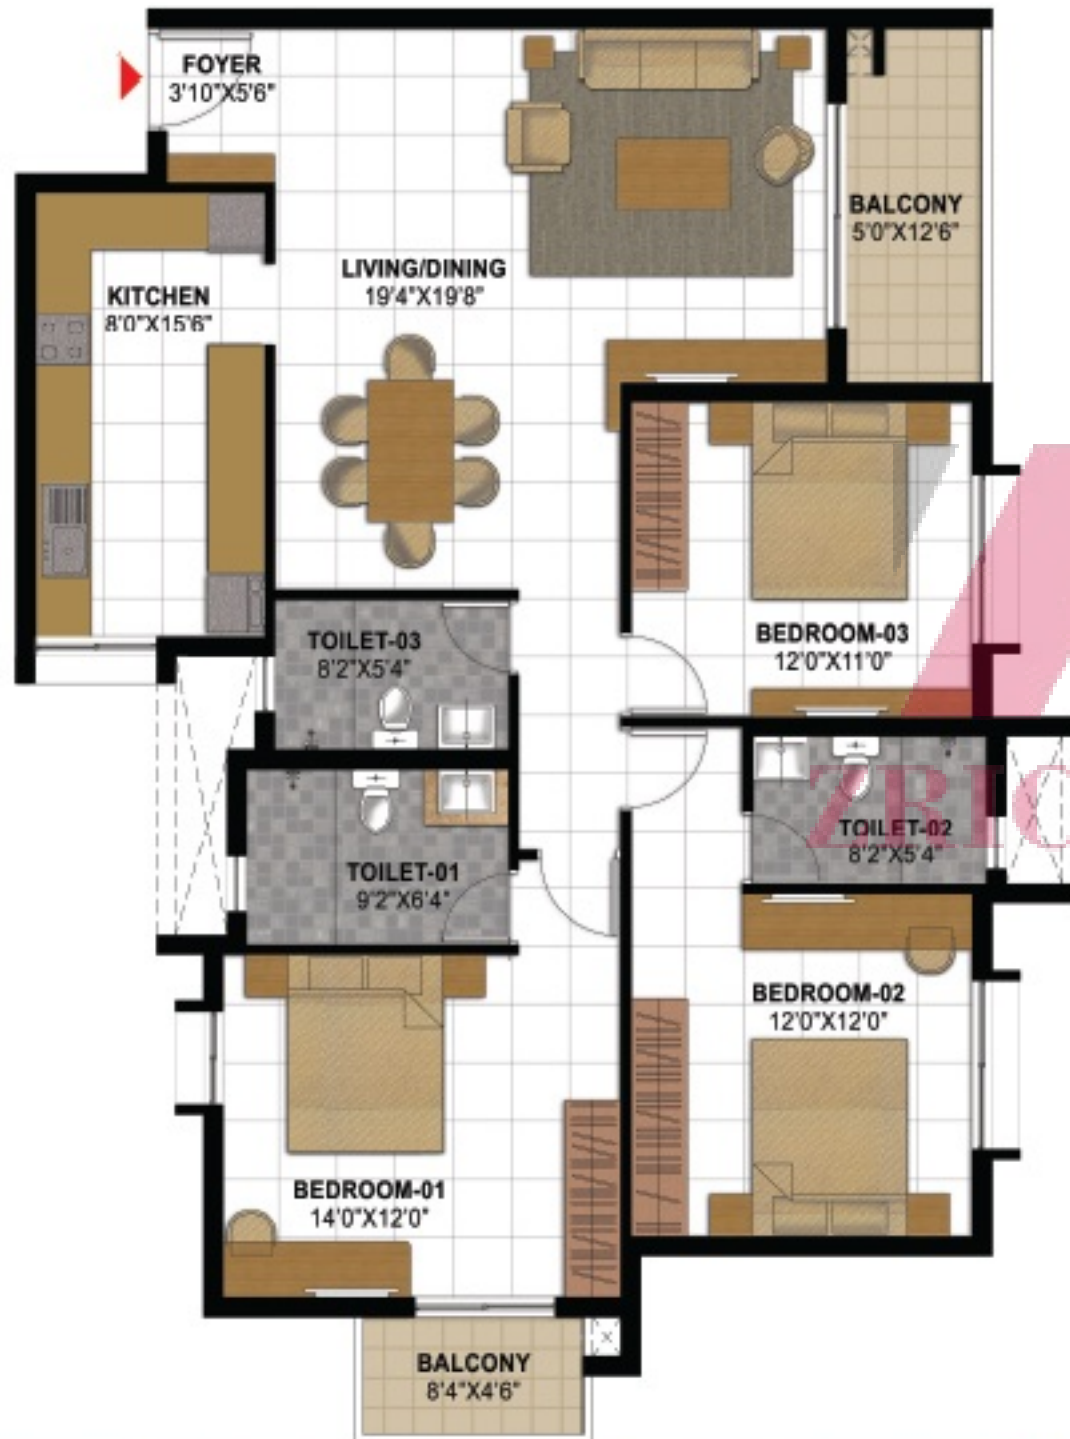 FOYER
3'10"X5'6"
BALCONY
5'0"X12'6"
LIVING/DINING
19'4"X19'8"
KITCHEN
8'0"X15'6"
TOILET-03
8'2"X5'4"
BEDROOM-03
12'0"X11'0"
ZRIC
TOILET-02
8'2"X5'4"
TOILET-01
9'2"X6'4"
BEDROOM-02
12'0"X12'0"
BEDROOM-01
14'0"X12'0"
BALCONY
8'4"X4'6"